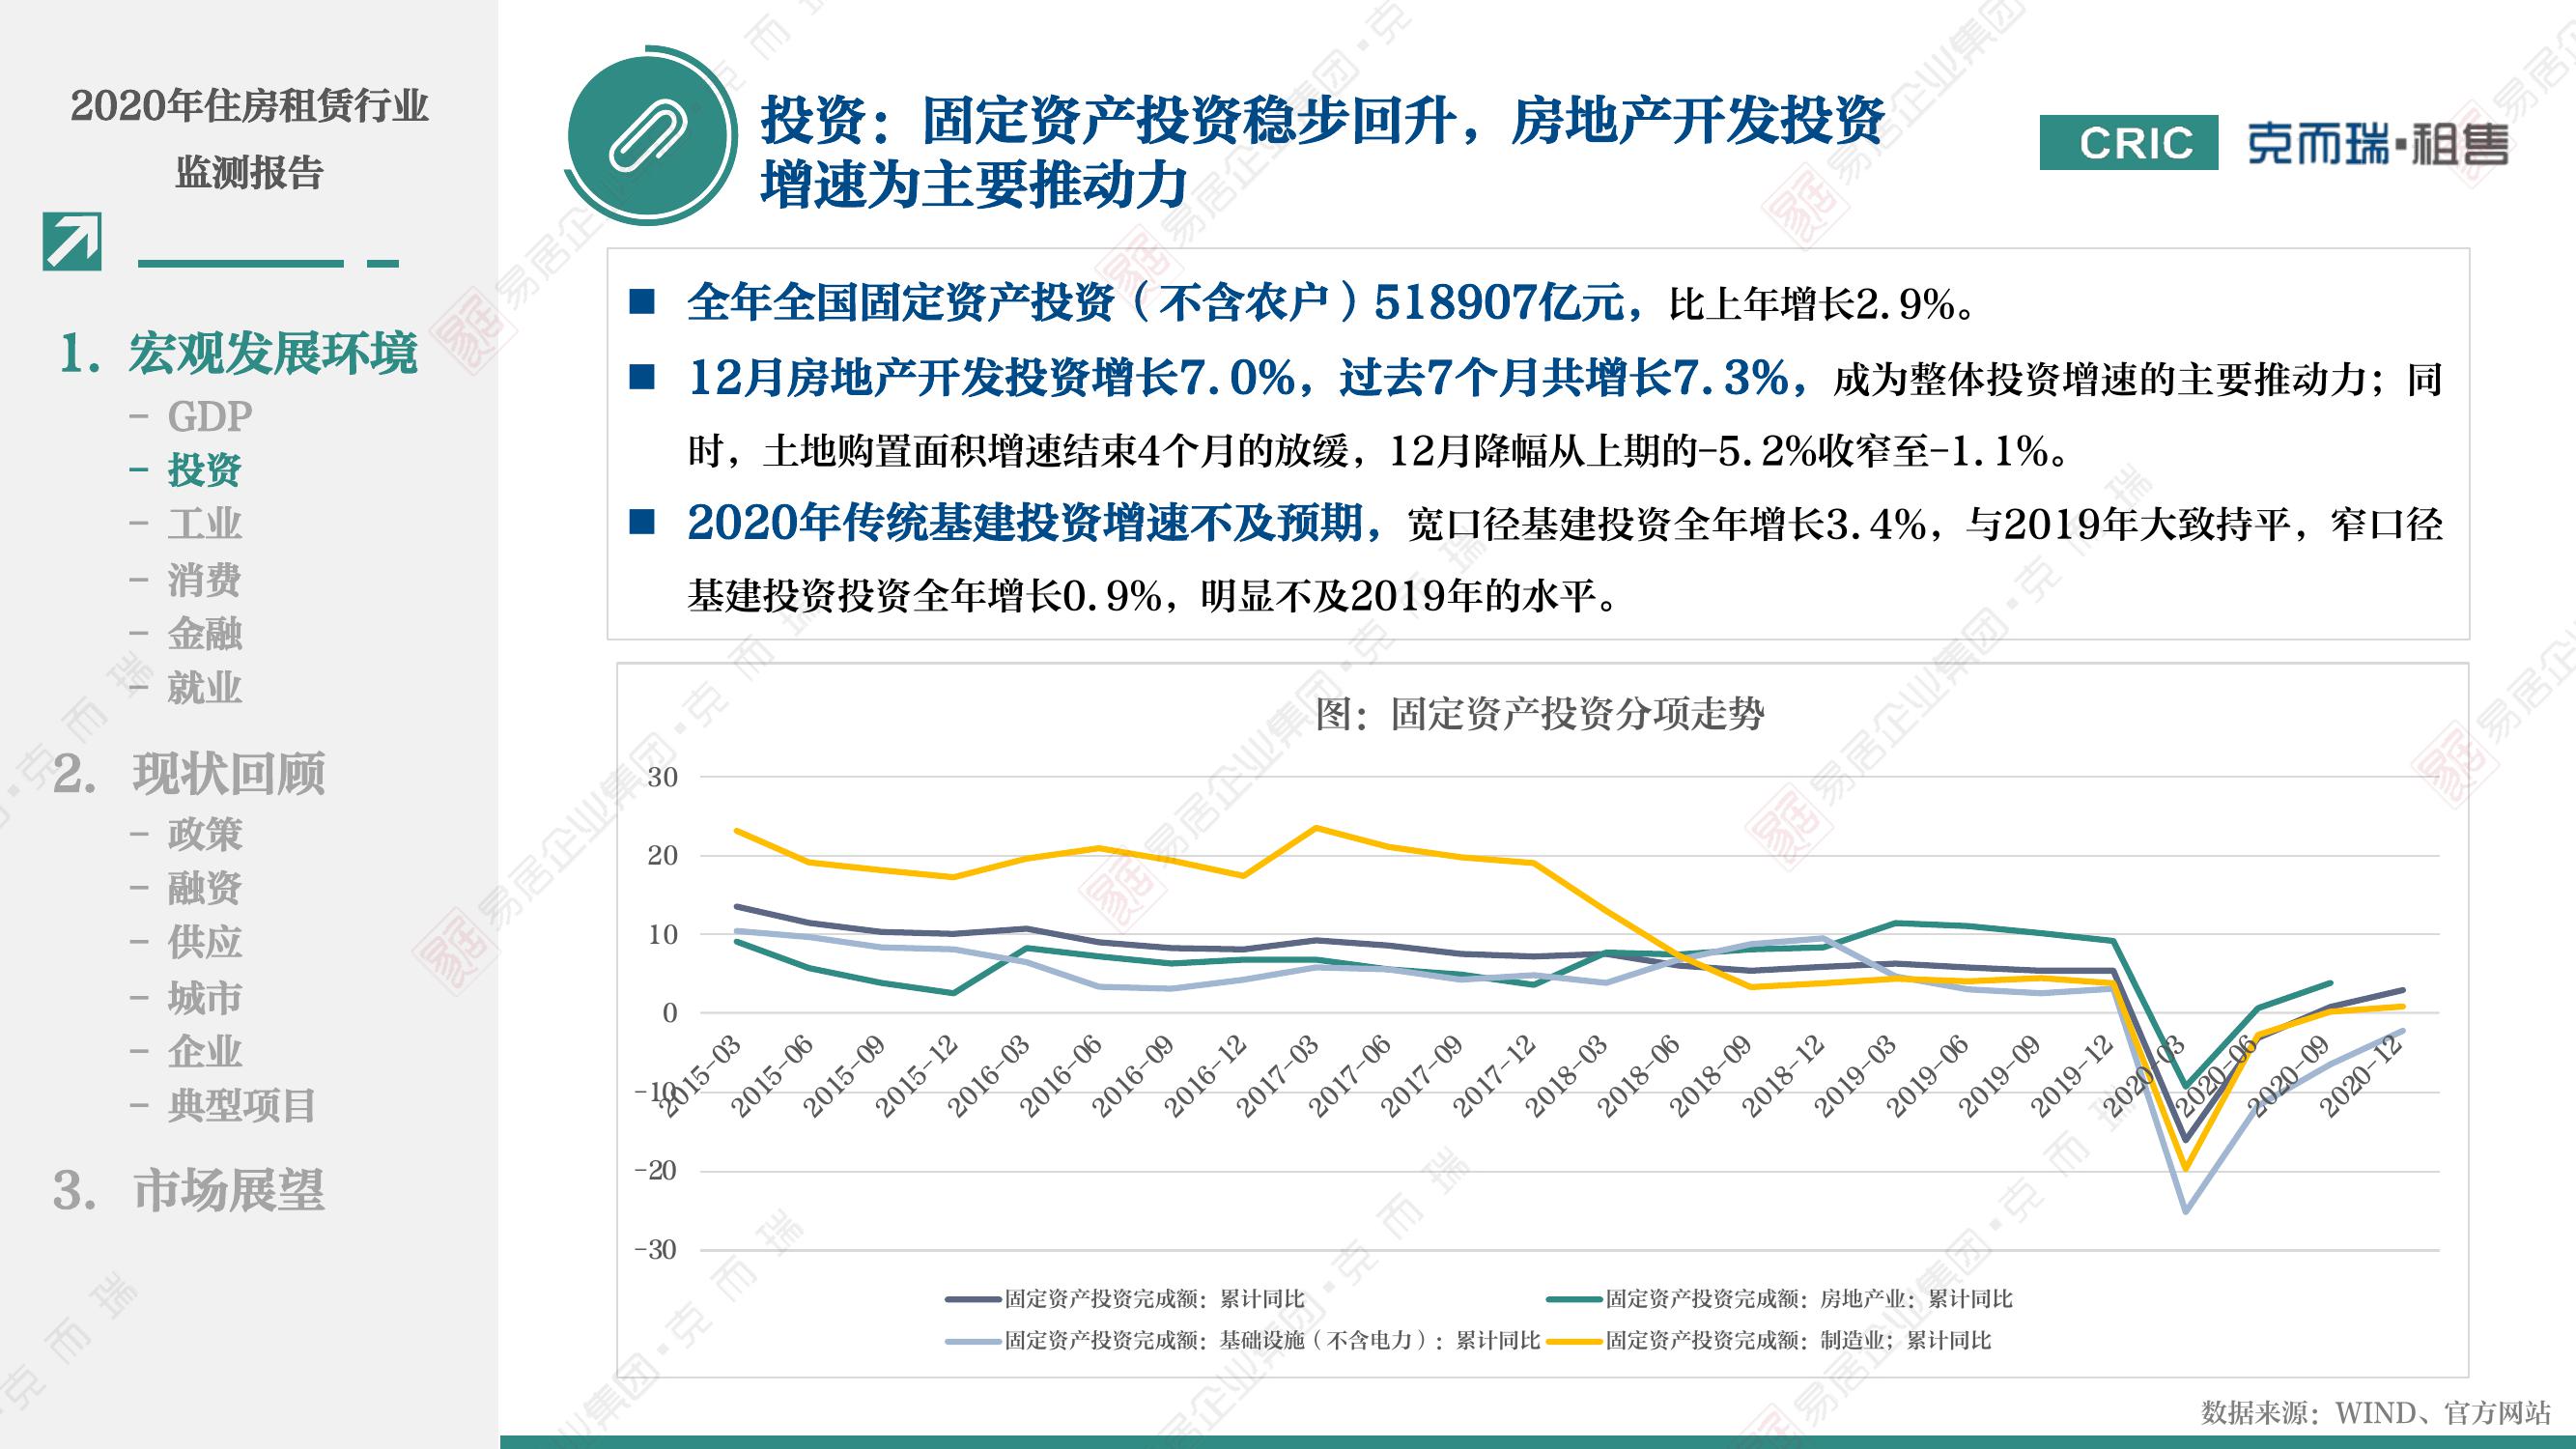 2020年住房租赁行业
监测报告
1. 宏观发展环境
– GDP
– 投资
– 工业
– 消费
– 金融
– 就业
2. 现状回顾
– 政策
– 融资
– 供应
– 城市
– 企业
– 典型项目
3. 市场展望
投资：固定资产投资稳步回升，房地产开发投资
增速为主要推动力
CRIC 克而瑞·租售
■ 全年全国固定资产投资（不含农户）518907亿元，比上年增长2.9%。
■ 12月房地产开发投资增长7.0%，过去7个月共增长7.3%，成为整体投资增速的主要推动力；同
时，土地购置面积增速结束4个月的放缓，12月降幅从上期的-5.2%收窄至-1.1%。
■ 2020年传统基建投资增速不及预期，宽口径基建投资全年增长3.4%，与2019年大致持平，窄口径
基建投资投资全年增长0.9%，明显不及2019年的水平。
图：固定资产投资分项走势
30
20
10
0
-10
-20
-30
2015-03
2015-06
2015-09
2015-12
2016-03
2016-06
2016-09
2016-12
2017-03
2017-06
2017-09
2017-12
2018-03
2018-06
2018-09
2018-12
2019-03
2019-06
2019-09
2019-12
2020-03
2020-06
2020-09
2020-12
固定资产投资完成额：累计同比
固定资产投资完成额：房地产业：累计同比
固定资产投资完成额：基础设施（不含电力）：累计同比
固定资产投资完成额：制造业；累计同比
数据来源：WIND、官方网站
易居企业集团·克而瑞